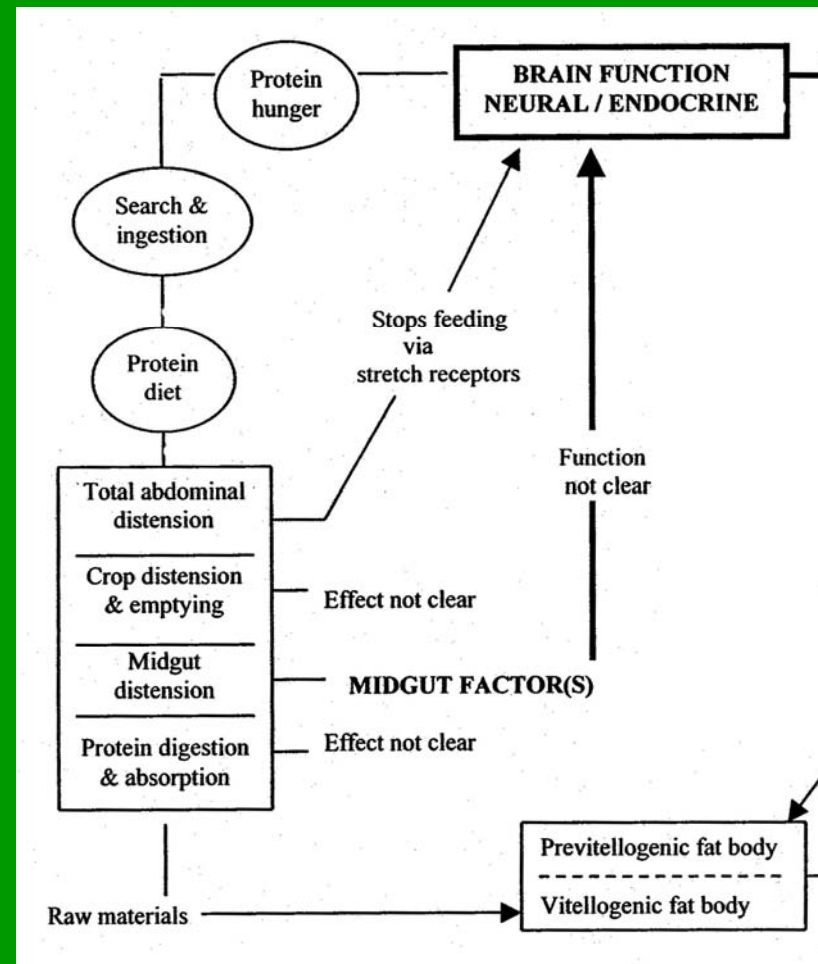 Protein
hunger
BRAIN FUNCTION
NEURAL / ENDOCRINE
Search &
ingestion
Protein
diet
Stops feeding
via
stretch receptors
Function
not clear
Total abdominal
distension
Crop distension
& emptying
Effect not clear
Midgut
distension
MIDGUT FACTOR(S)
Protein digestion
& absorption
Effect not clear
Previtellogenic fat body
Vitellogenic fat body
Raw materials